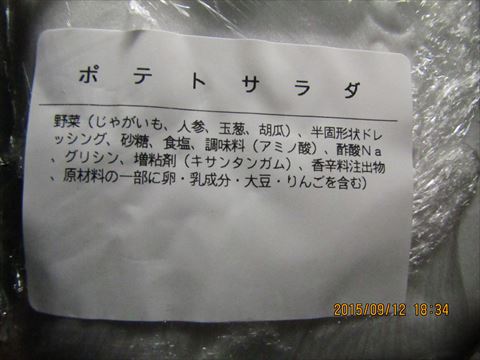 ポテトサラダ
野菜（じゃがいも、人参、玉葱、胡瓜）、半固形状ドレ
ッシング、砂糖、食塩、調味料（アミノ酸）、酢酸Ｎａ
、グリシン、増粘剤（キサンタンガム）、香辛料注出物
、原材料の一部に卵・乳成分・大豆・りんごを含む）
2015/09/12 18:34